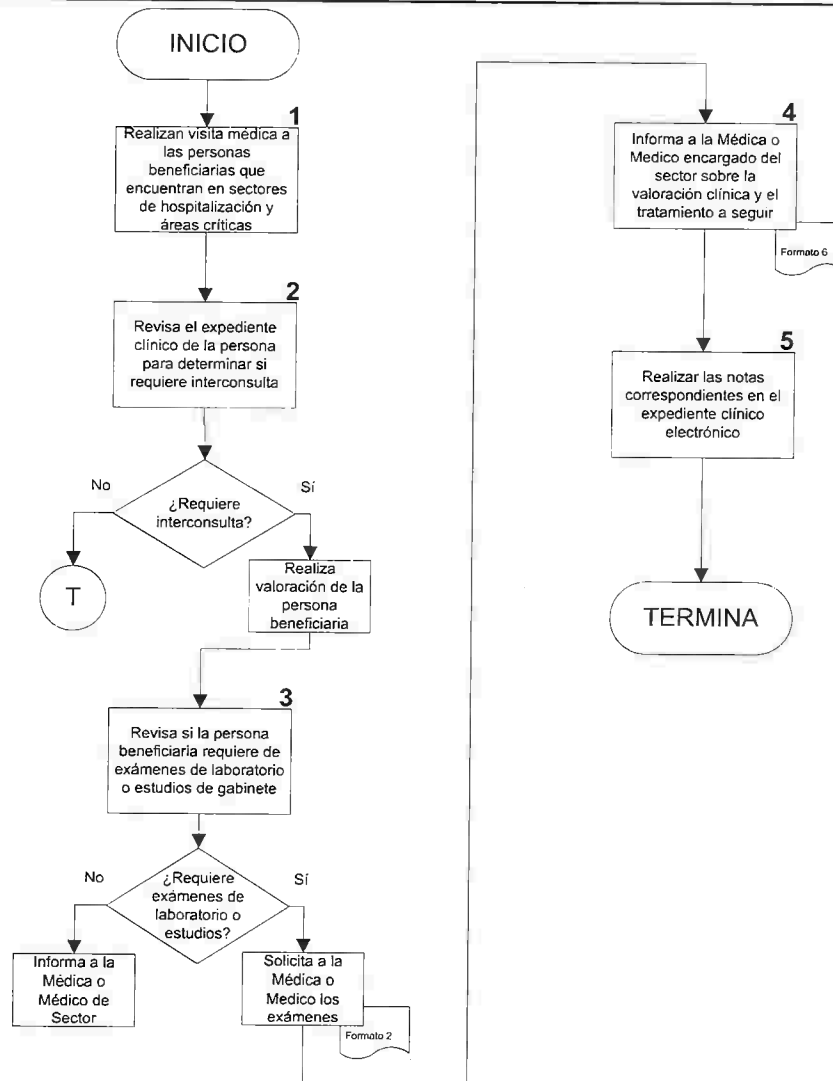 INICIO
1
Realizan visita médica a
las personas
beneficiarias que
encuentran en sectores
de hospitalización y
áreas críticas
2
Revisa el expediente
clínico de la persona
para determinar si
requiere interconsulta
No
Sí
¿Requiere
interconsulta?
T
Realiza
valoración de la
persona
beneficiaria
3
Revisa si la persona
beneficiaria requiere de
exámenes de laboratorio
o estudios de gabinete
No
Sí
¿Requiere
exámenes de
laboratorio o
estudios?
Informa a la
Médica o
Médico de
Sector
Solicita a la
Médica o
Medico los
exámenes
Formato 2
4
Informa a la Médica o
Medico encargado del
sector sobre la
valoración clínica y el
tratamiento a seguir
Formato 6
5
Realizar las notas
correspondientes en el
expediente clínico
electrónico
TERMINA